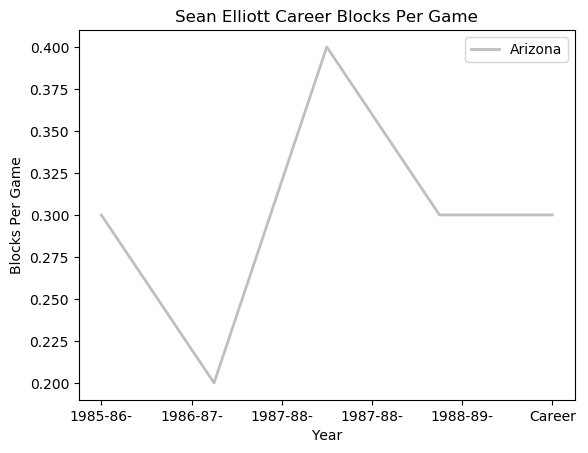 Sean Elliott Career Blocks Per Game
Arizona
Blocks Per Game
0.400
0.375
0.350
0.325
0.300
0.275
0.250
0.225
0.200
1985-86- 1986-87- 1987-88- 1987-88- 1988-89- Career
Year